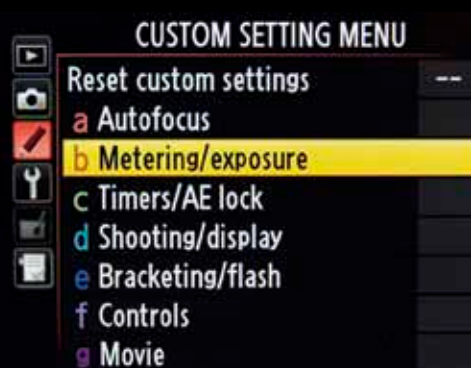 CUSTOM SETTING MENU
Reset custom settings --
a Autofocus
b Metering/exposure
c Timers/AE lock
d Shooting/display
e Bracketing/flash
f Controls
g Movie